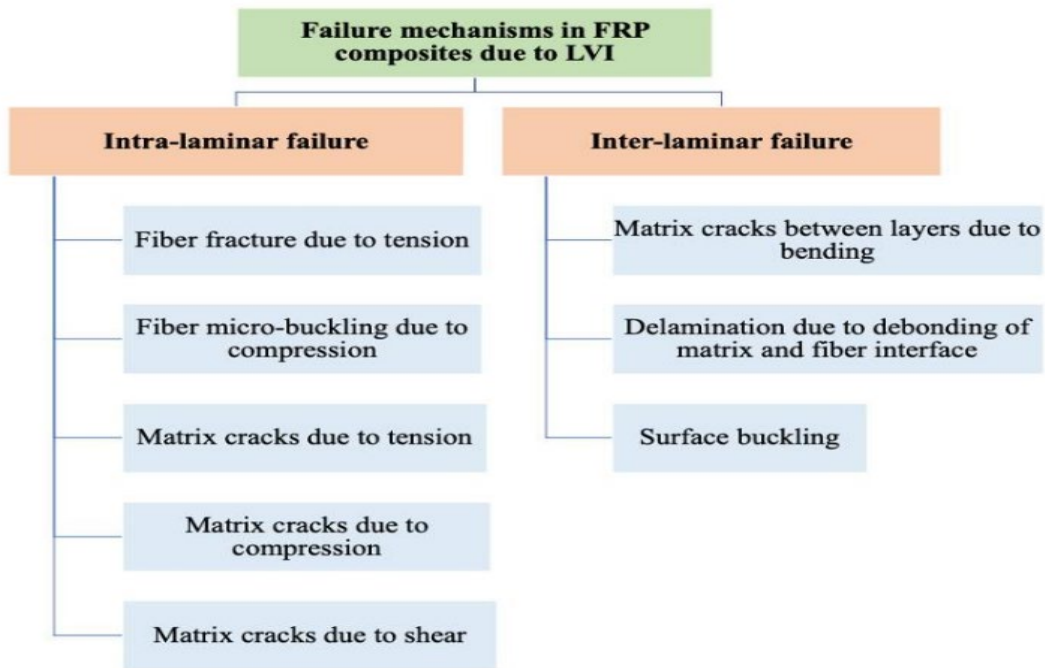 Failure mechanisms in FRP
composites due to LVI
Intra-laminar failure
Fiber fracture due to tension
Fiber micro-buckling due to
compression
Matrix cracks due to tension
Matrix cracks due to
compression
Matrix cracks due to shear
Inter-laminar failure
Matrix cracks between layers due to
bending
Delamination due to debonding of
matrix and fiber interface
Surface buckling